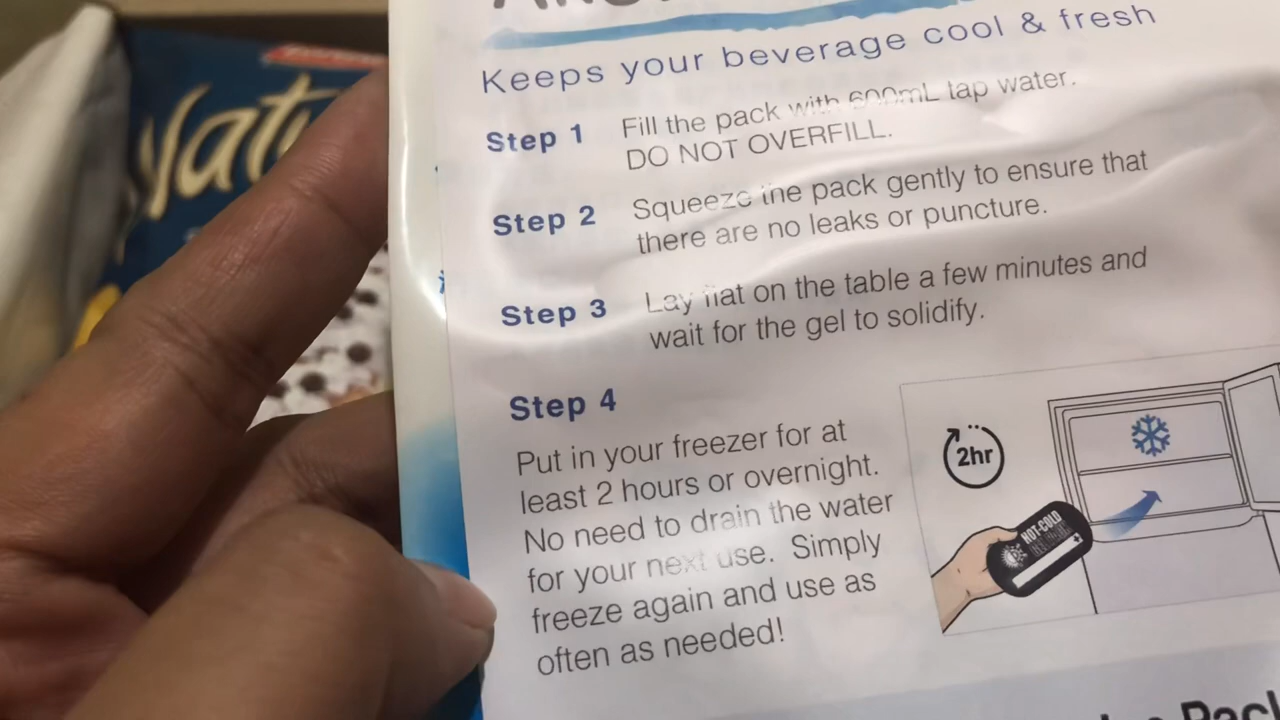 Keeps your beverage cool & fresh
Step 1
Fill the pack with 600mL tap water.
DO NOT OVERFILL.
Step 2
Squeeze the pack gently to ensure that
there are no leaks or puncture.
Step 3
Lay flat on the table a few minutes and
wait for the gel to solidify.
Step 4
Put in your freezer for at
least 2 hours or overnight.
No need to drain the water
for your next use. Simply
freeze again and use as
often as needed!
2hr
HOT-COLD